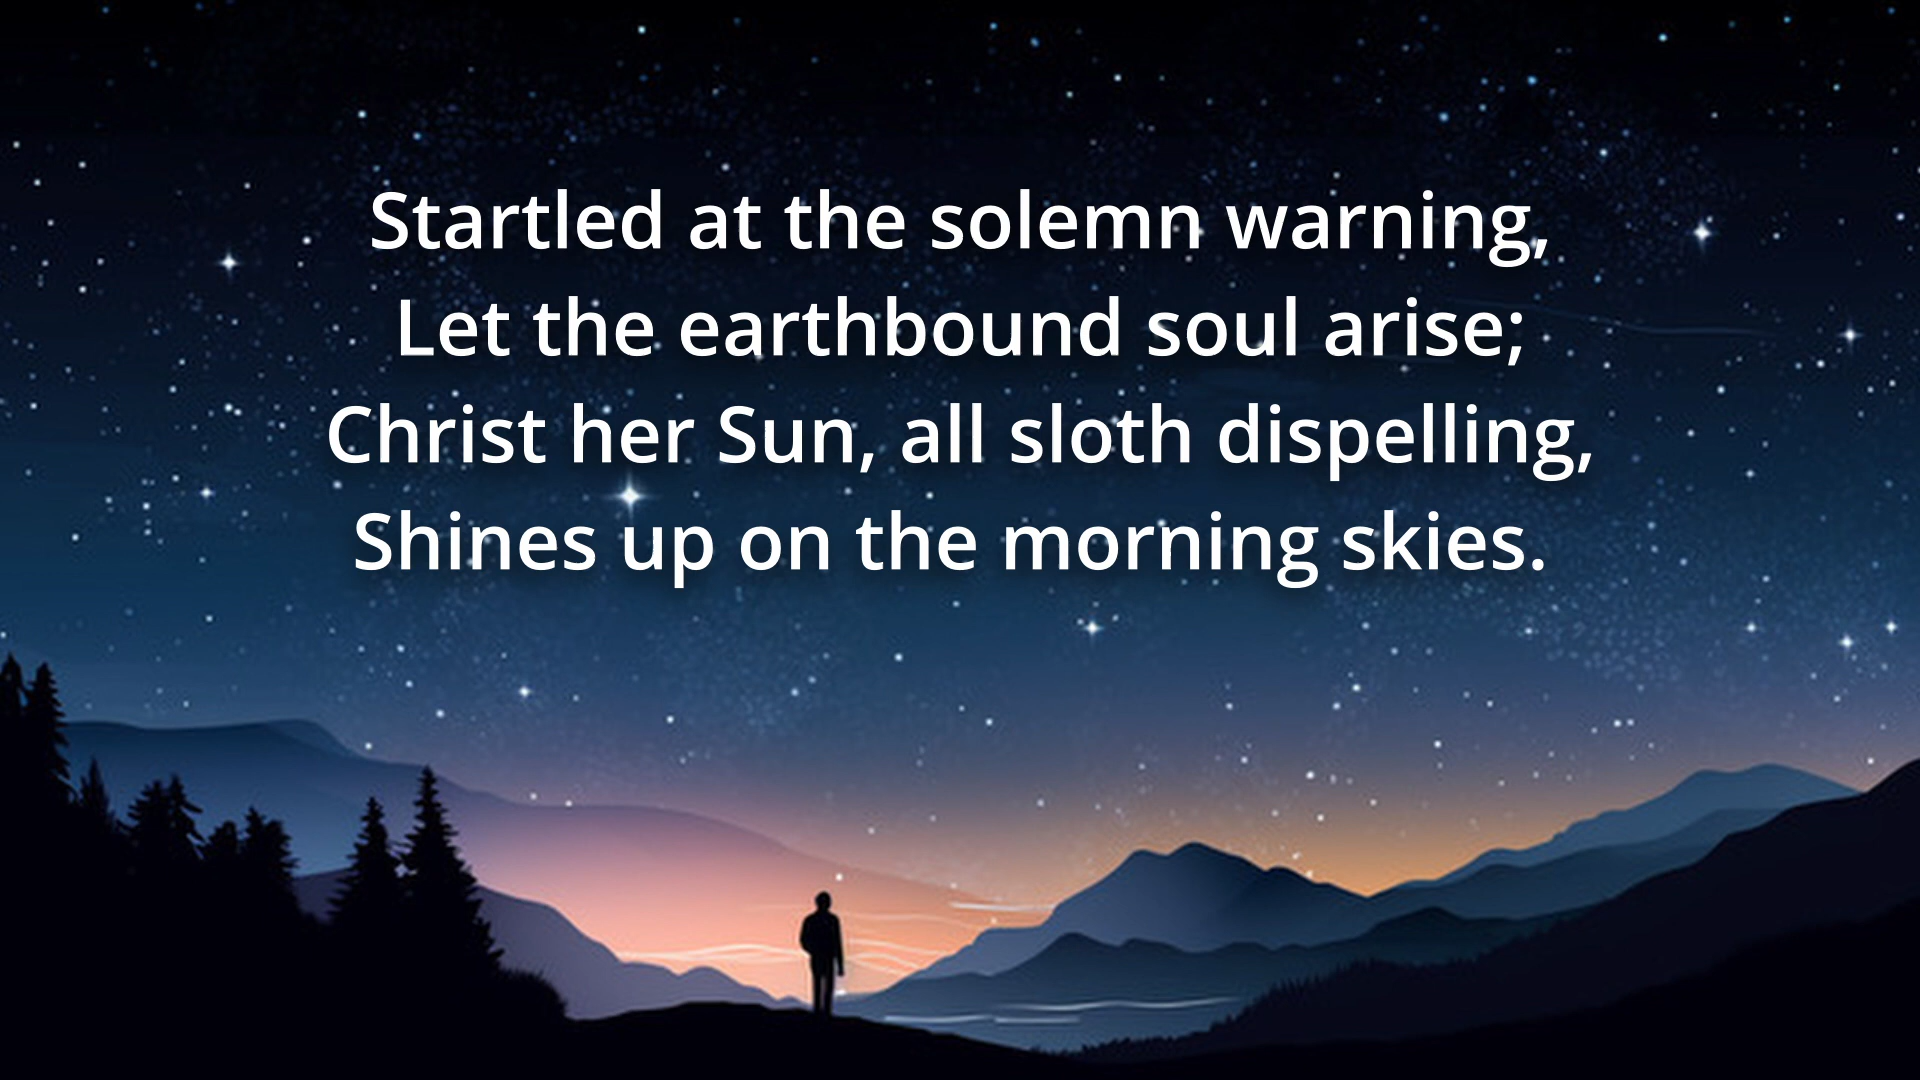 Startled at the solemn warning,
Let the earthbound soul arise;
Christ her Sun, all sloth dispelling,
Shines up on the morning skies.